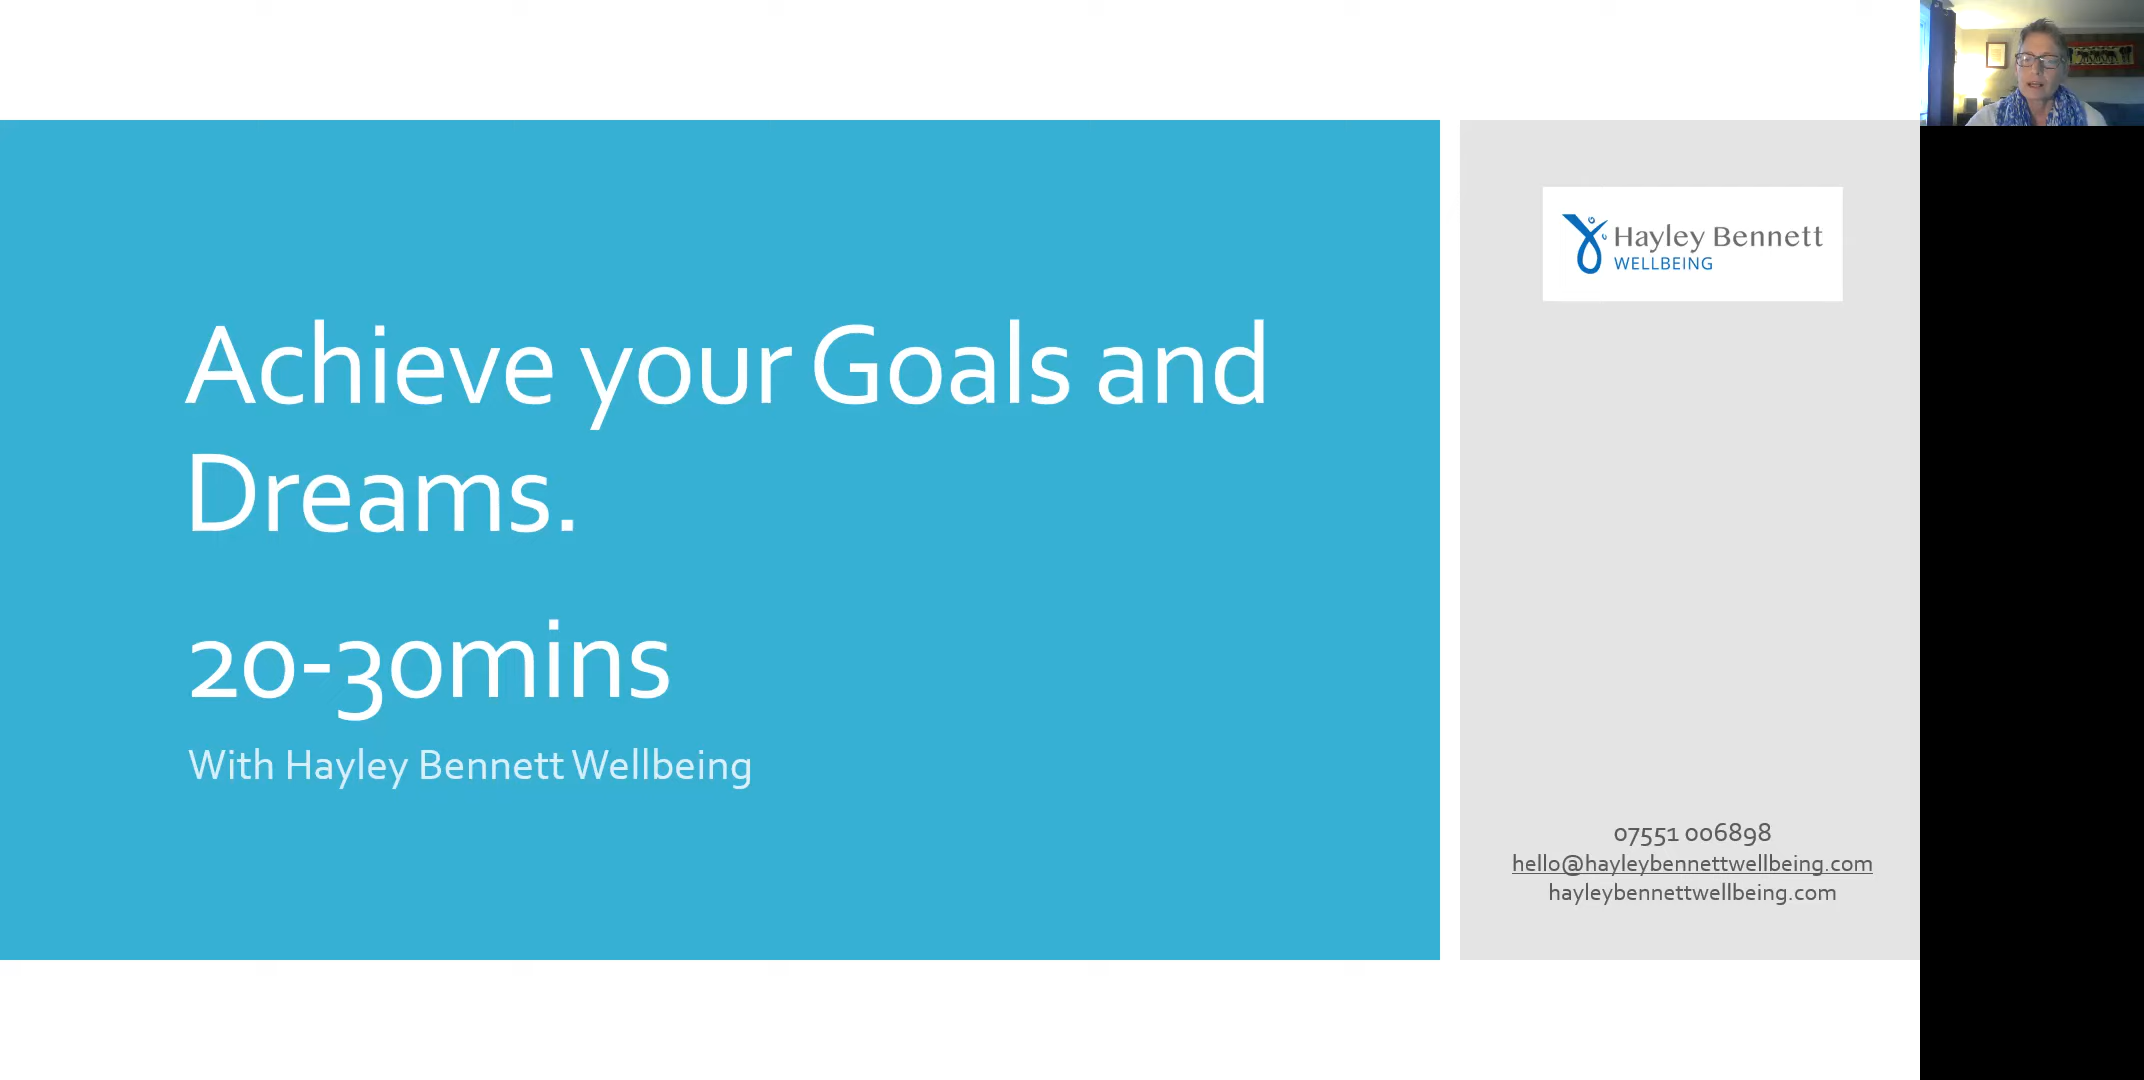 Achieve your Goals and
Dreams.
20-30mins
With Hayley Bennett Wellbeing
Hayley Bennett
WELLBEING
07551 006898
hello@hayleybennettwellbeing.com
hayleybennettwellbeing.com